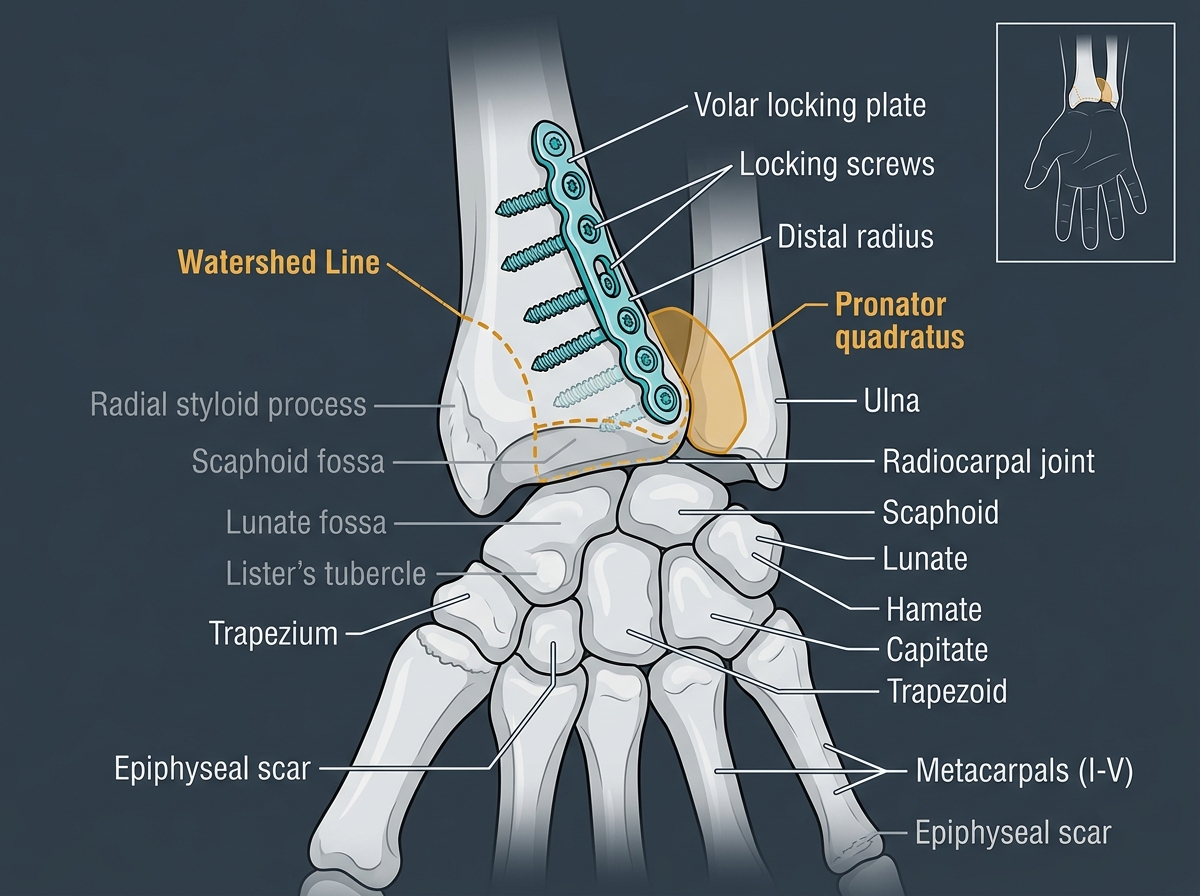 Volar locking plate
Locking screws
Distal radius
Watershed Line
Pronator
quadratus
Radial styloid process
Ulna
Scaphoid fossa
Radiocarpal joint
Lunate fossa
Scaphoid
Lunate
Lister's tubercle
Hamate
Trapezium
Capitate
Trapezoid
Epiphyseal scar
Metacarpals (I-V)
Epiphyseal scar